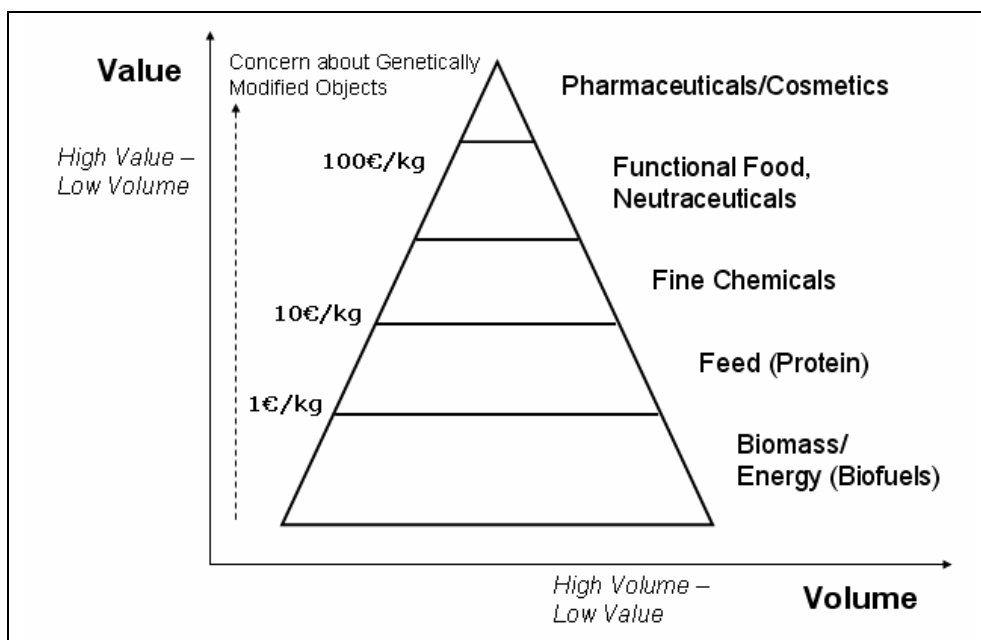 Value
Concern about Genetically
Modified Objects
Pharmaceuticals/Cosmetics
High Value –
Low Volume
100€/kg
Functional Food,
Neutraceuticals
Fine Chemicals
10€/kg
Feed (Protein)
1€/kg
Biomass/
Energy (Biofuels)
High Volume –
Low Value
Volume